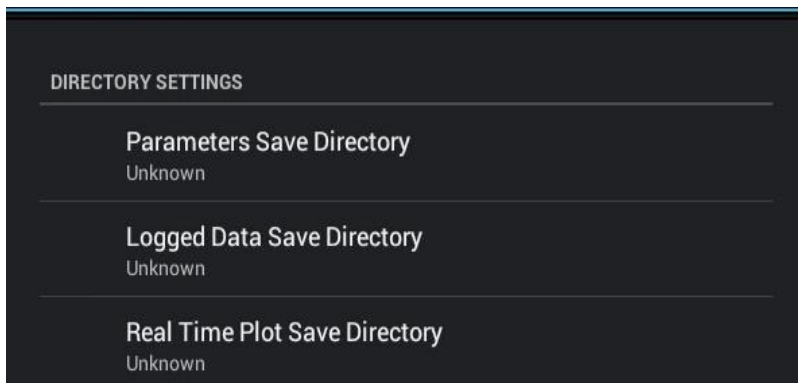 DIRECTORY SETTINGS
Parameters Save Directory
Unknown
Logged Data Save Directory
Unknown
Real Time Plot Save Directory
Unknown